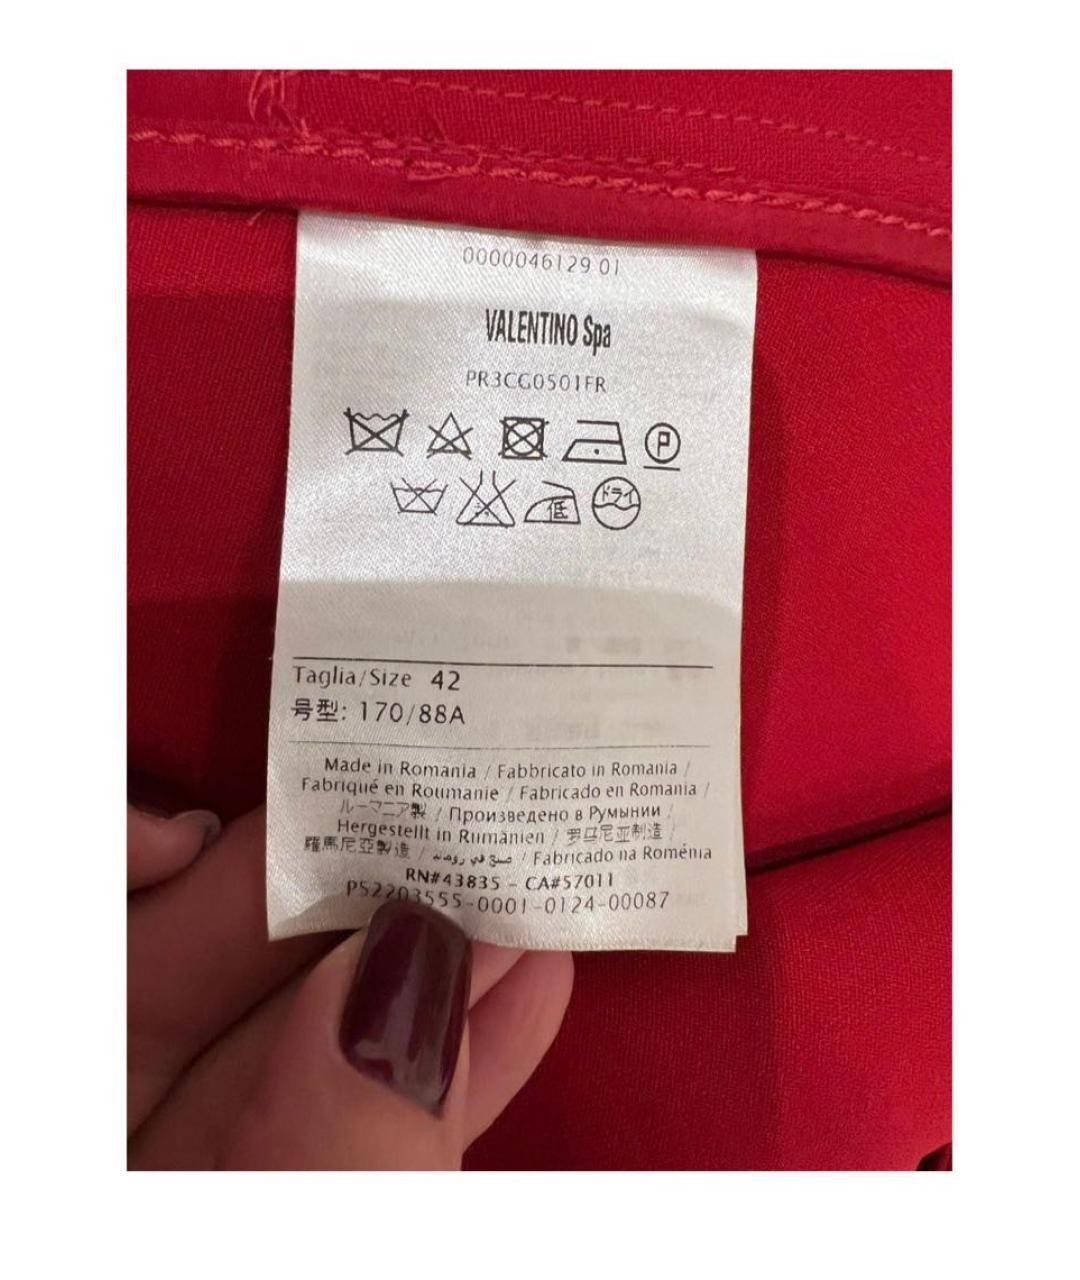 0000046129 01
VALENTINO Spa
PR3CG0501FR
P
低 ドライ
Taglia/Size 42
号型: 170/88A
Made in Romania / Fabbricato in Romania /
Fabriqué en Roumanie / Fabricado en Romania /
ルーマニア製 / Произведено в Румынии /
Hergestellt in Rumänien / 罗马尼亚制造 /
羅馬尼亞製造 / صنع في رومانيا / Fabricado na Roménia
RN#43835 - CA#57011
PS2203555-0001-0124-00087